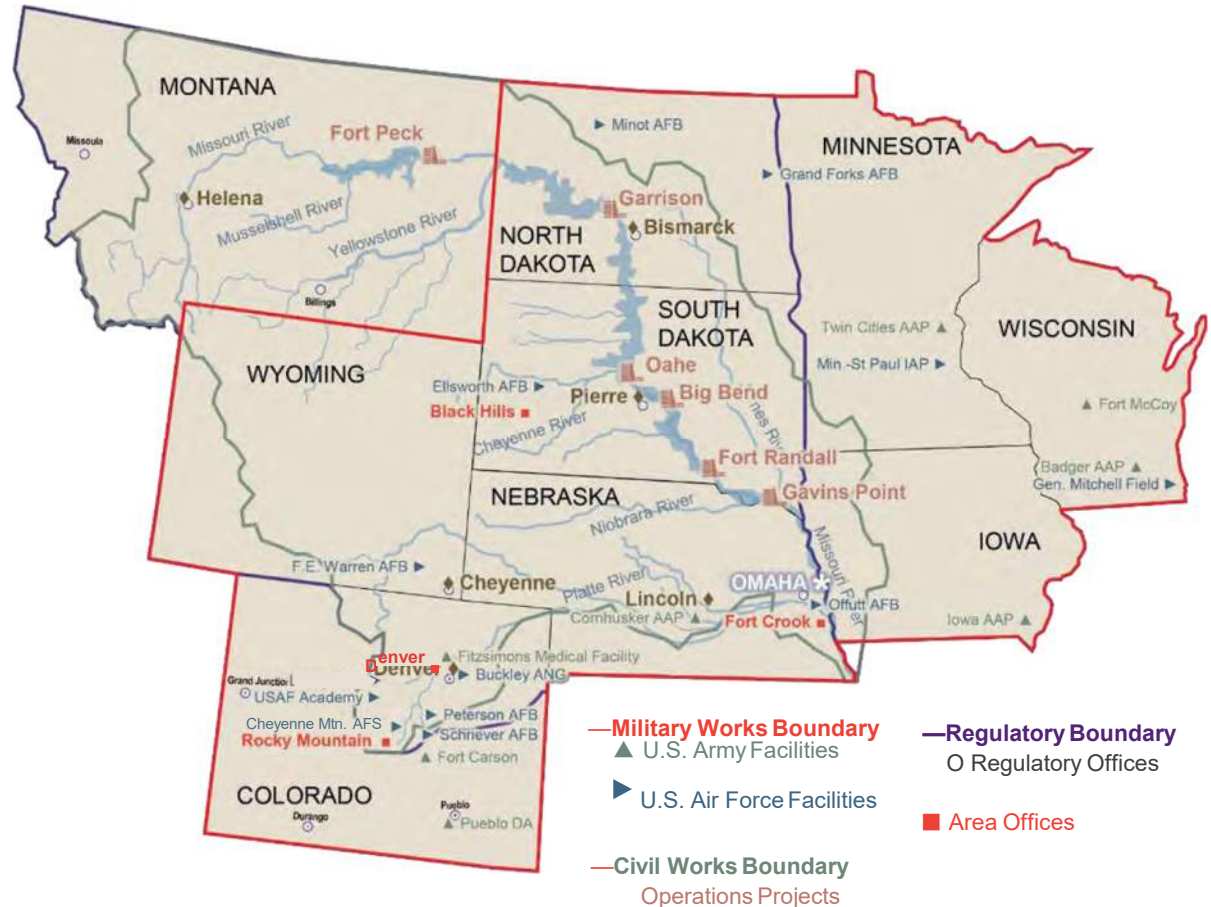 MONTANA
Missoula
Missouri River
Fort Peck
Helena
Musselshell River
Yellowstone River
Billings
Minot AFB
MINNESOTA
Grand Forks AFB
Garrison
Bismarck
NORTH
DAKOTA
SOUTH
DAKOTA
Twin Cities AAP
WISCONSIN
Min.-St Paul IAP
WYOMING
Oahe
Ellsworth AFB
Black Hills
Pierre
Big Bend
Fort McCoy
Cheyenne River
nes River
Fort Randall
Badger AAP
Gen. Mitchell Field
NEBRASKA
Gavins Point
Niobrara River
Missouri River
IOWA
F.E. Warren AFB
Cheyenne
Platte River
OMAHA
Lincoln
Offutt AFB
Cornhusker AAP
Fort Crook
Iowa AAP
Denver
Denver
Fitzsimons Medical Facility
Buckley ANG
Grand Junction
USAF Academy
Cheyenne Mtn. AFS
Peterson AFB
Schriever AFB
Rocky Mountain
Fort Carson
COLORADO
Durango
Pueblo
Pueblo DA
Military Works Boundary
U.S. Army Facilities
U.S. Air Force Facilities
Civil Works Boundary
Operations Projects
Regulatory Boundary
O Regulatory Offices
Area Offices